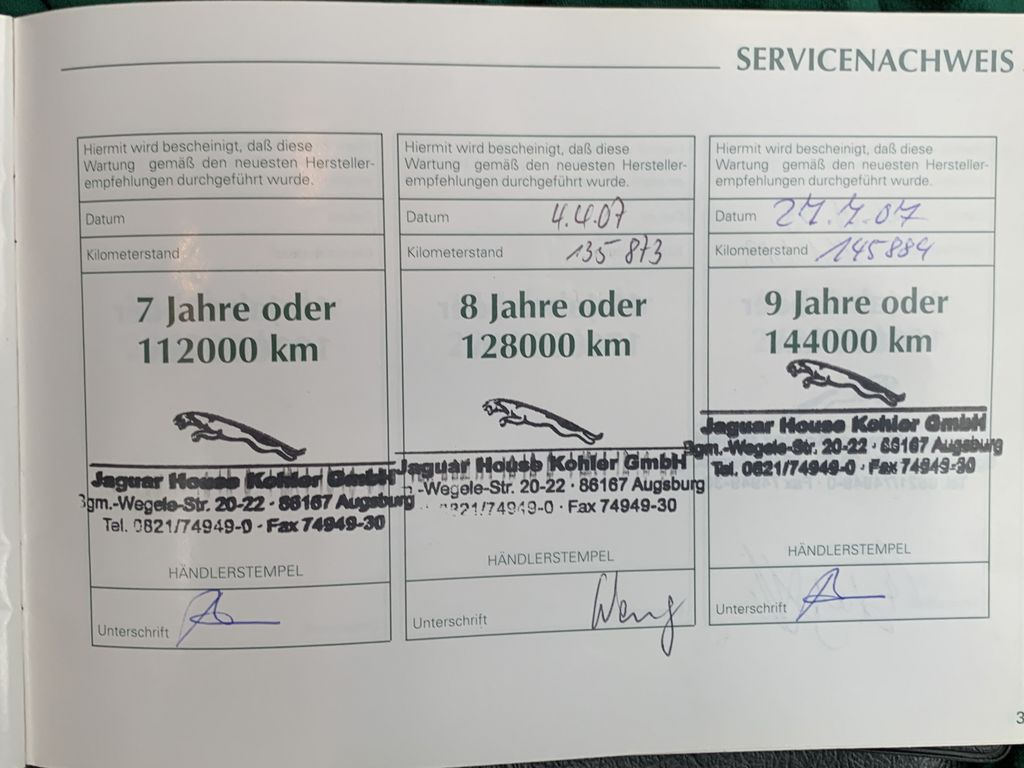 SERVICENACHWEIS
Hiermit wird bescheinigt, daß diese
Wartung gemäß den neuesten Hersteller-
empfehlungen durchgeführt wurde.
Datum
Kilometerstand
7 Jahre oder
112000 km
Jaguar House Kohler GmbH
Bgm.-Wegele-Str. 20-22 · 86167 Augsburg
Tel. 0821/74949-0 · Fax 74949-30
HÄNDLERSTEMPEL
Unterschrift
Hiermit wird bescheinigt, daß diese
Wartung gemäß den neuesten Hersteller-
empfehlungen durchgeführt wurde.
Datum 4.4.07
Kilometerstand 135 873
8 Jahre oder
128000 km
Jaguar House Kohler GmbH
-Wegele-Str. 20-22 · 86167 Augsburg
0821/74949-0 · Fax 74949-30
HÄNDLERSTEMPEL
Unterschrift
Hiermit wird bescheinigt, daß diese
Wartung gemäß den neuesten Hersteller-
empfehlungen durchgeführt wurde.
Datum 27.7.07
Kilometerstand 145884
9 Jahre oder
144000 km
Jaguar House Kohler GmbH
Bgm.-Wegele-Str. 20-22 · 86167 Augsburg
Tel. 0821/74949-0 · Fax 74949-30
HÄNDLERSTEMPEL
Unterschrift
3